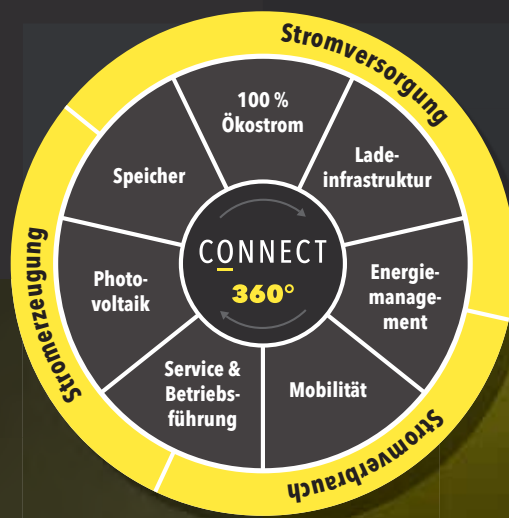 Stromversorgung
100 %
Ökostrom
Lade-
infrastruktur
Energie-
manage-
ment
Mobilität
Service &
Betriebs-
führung
Photo-
voltaik
Speicher
CONNECT
360°
Stromerzeugung
Stromverbrauch